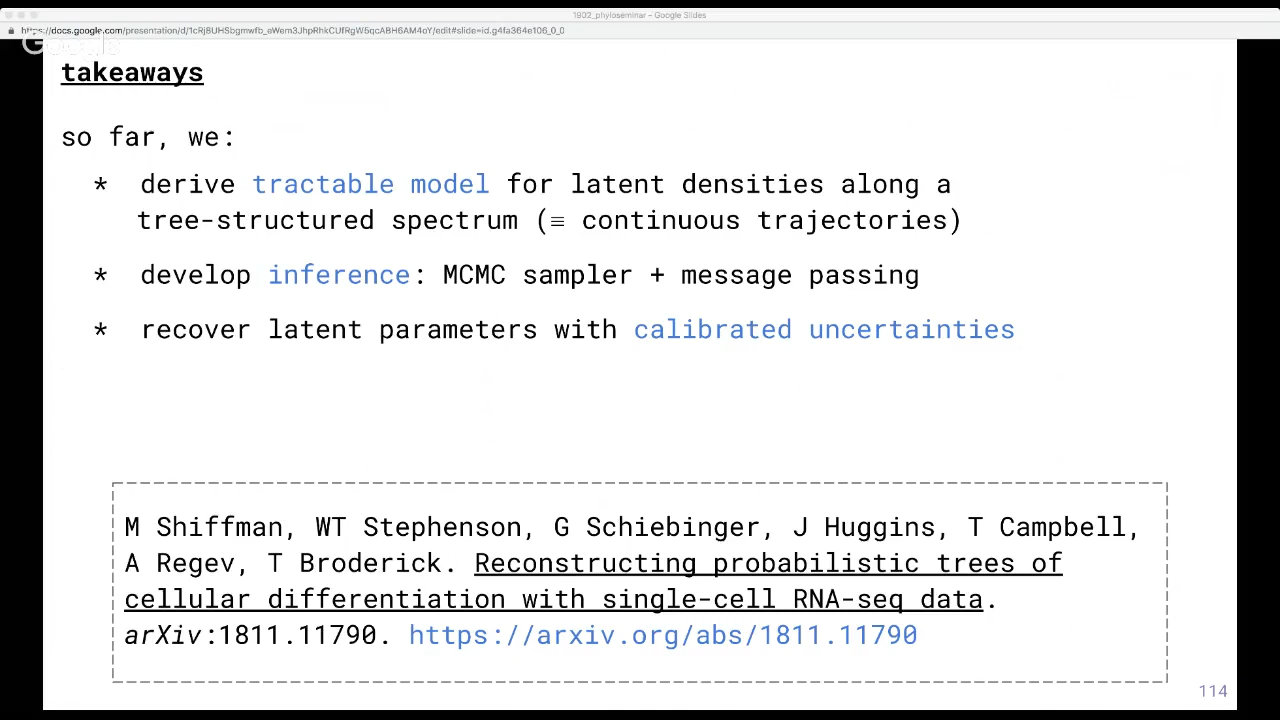 1902_phyloseminar - Google Slides
takeaways
so far, we:
* derive tractable model for latent densities along a
tree-structured spectrum (≡ continuous trajectories)
* develop inference: MCMC sampler + message passing
* recover latent parameters with calibrated uncertainties
M Shiffman, WT Stephenson, G Schiebinger, J Huggins, T Campbell,
A Regev, T Broderick. Reconstructing probabilistic trees of
cellular differentiation with single-cell RNA-seq data.
arXiv:1811.11790. https://arxiv.org/abs/1811.11790
114